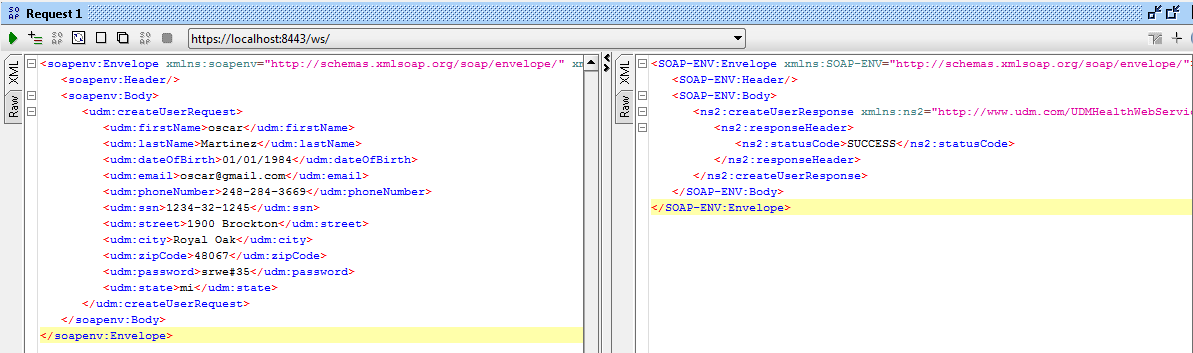 SO AP Request 1
SO AP SO AP https://localhost:8443/ws/
XML
Raw
<soapenv:Envelope xmlns:soapenv="http://schemas.xmlsoap.org/soap/envelope/" xm
<soapenv:Header/>
<soapenv:Body>
<udm:createUserRequest>
<udm:firstName>oscar</udm:firstName>
<udm:lastName>Martinez</udm:lastName>
<udm:dateOfBirth>01/01/1984</udm:dateOfBirth>
<udm:email>oscar@gmail.com</udm:email>
<udm:phoneNumber>248-284-3669</udm:phoneNumber>
<udm:ssn>1234-32-1245</udm:ssn>
<udm:street>1900 Brockton</udm:street>
<udm:city>Royal Oak</udm:city>
<udm:zipCode>48067</udm:zipCode>
<udm:password>srwe#35</udm:password>
<udm:state>mi</udm:state>
</udm:createUserRequest>
</soapenv:Body>
</soapenv:Envelope>
XML
Raw
<SOAP-ENV:Envelope xmlns:SOAP-ENV="http://schemas.xmlsoap.org/soap/envelope/">
<SOAP-ENV:Header/>
<SOAP-ENV:Body>
<ns2:createUserResponse xmlns:ns2="http://www.udm.com/UDMHealthWebServic
<ns2:responseHeader>
<ns2:statusCode>SUCCESS</ns2:statusCode>
</ns2:responseHeader>
</ns2:createUserResponse>
</SOAP-ENV:Body>
</SOAP-ENV:Envelope>